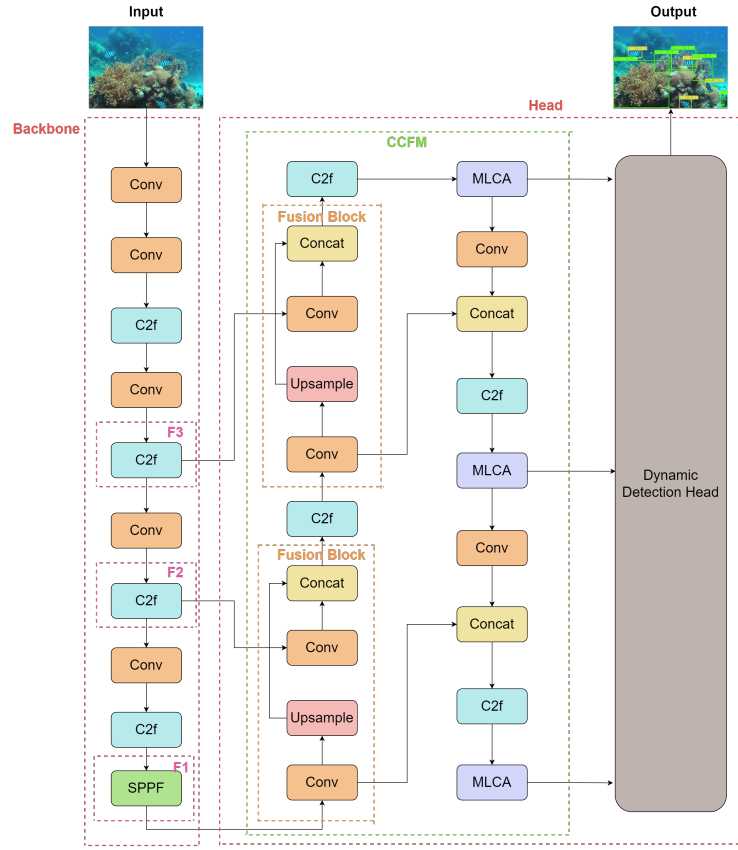 Input
Output
Backbone
Head
CCFM
Conv
Conv
C2f
Conv
F3
C2f
Conv
F2
C2f
Conv
C2f
F1
SPPF
C2f
Fusion Block
Concat
Conv
Upsample
Conv
C2f
Fusion Block
Concat
Conv
Upsample
Conv
MLCA
Conv
Concat
C2f
MLCA
Conv
Concat
C2f
MLCA
Dynamic
Detection Head